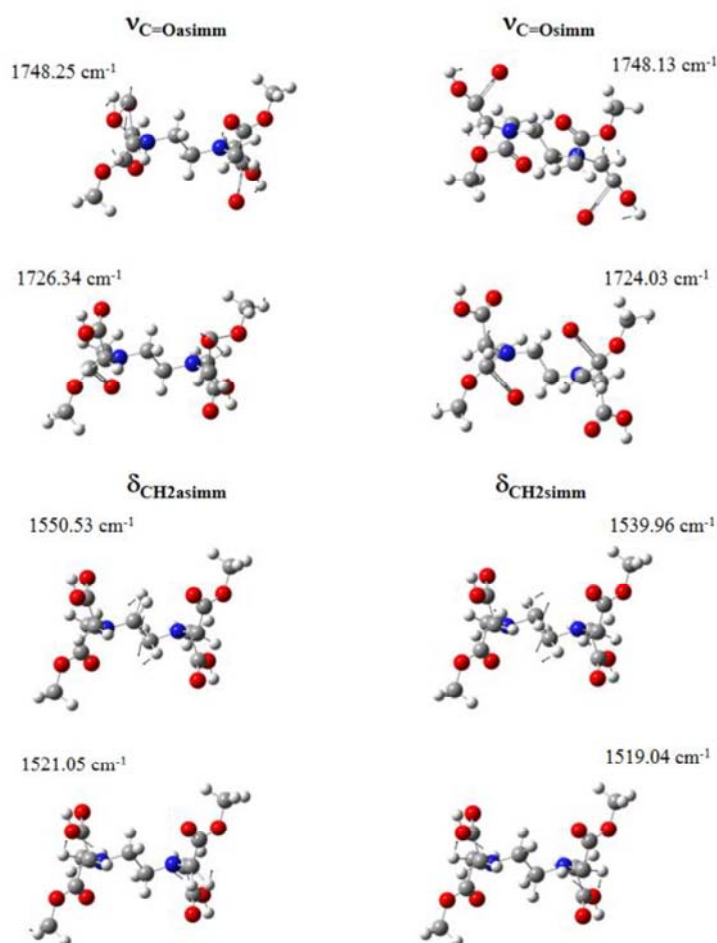 νC=Oasimm νC=Osimm
1748.25 cm-1 1748.13 cm-1
1726.34 cm-1 1724.03 cm-1
δCH2asimm δCH2simm
1550.53 cm-1 1539.96 cm-1
1521.05 cm-1 1519.04 cm-1